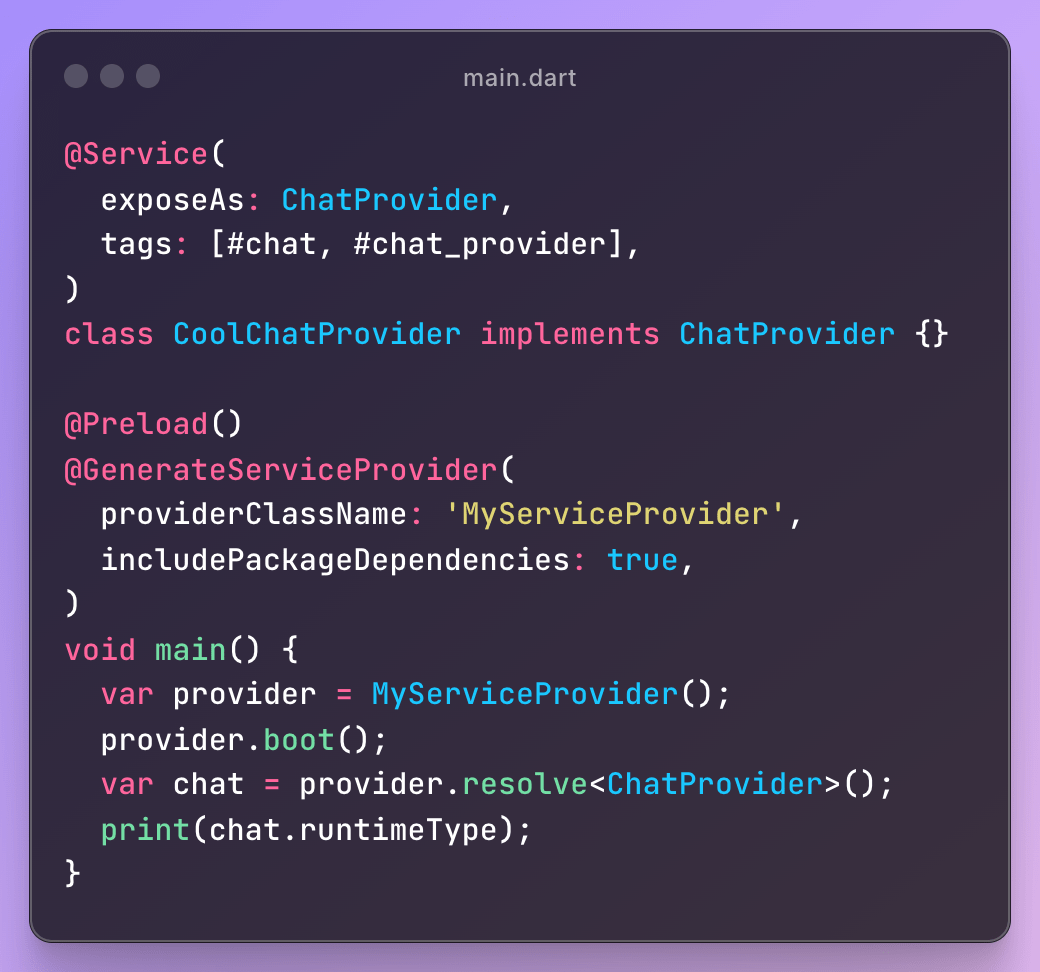 main.dart
@Service(
  exposeAs: ChatProvider,
  tags: [#chat, #chat_provider],
)
class CoolChatProvider implements ChatProvider {}

@Preload()
@GenerateServiceProvider(
  providerClassName: 'MyServiceProvider',
  includePackageDependencies: true,
)
void main() {
  var provider = MyServiceProvider();
  provider.boot();
  var chat = provider.resolve<ChatProvider>();
  print(chat.runtimeType);
}